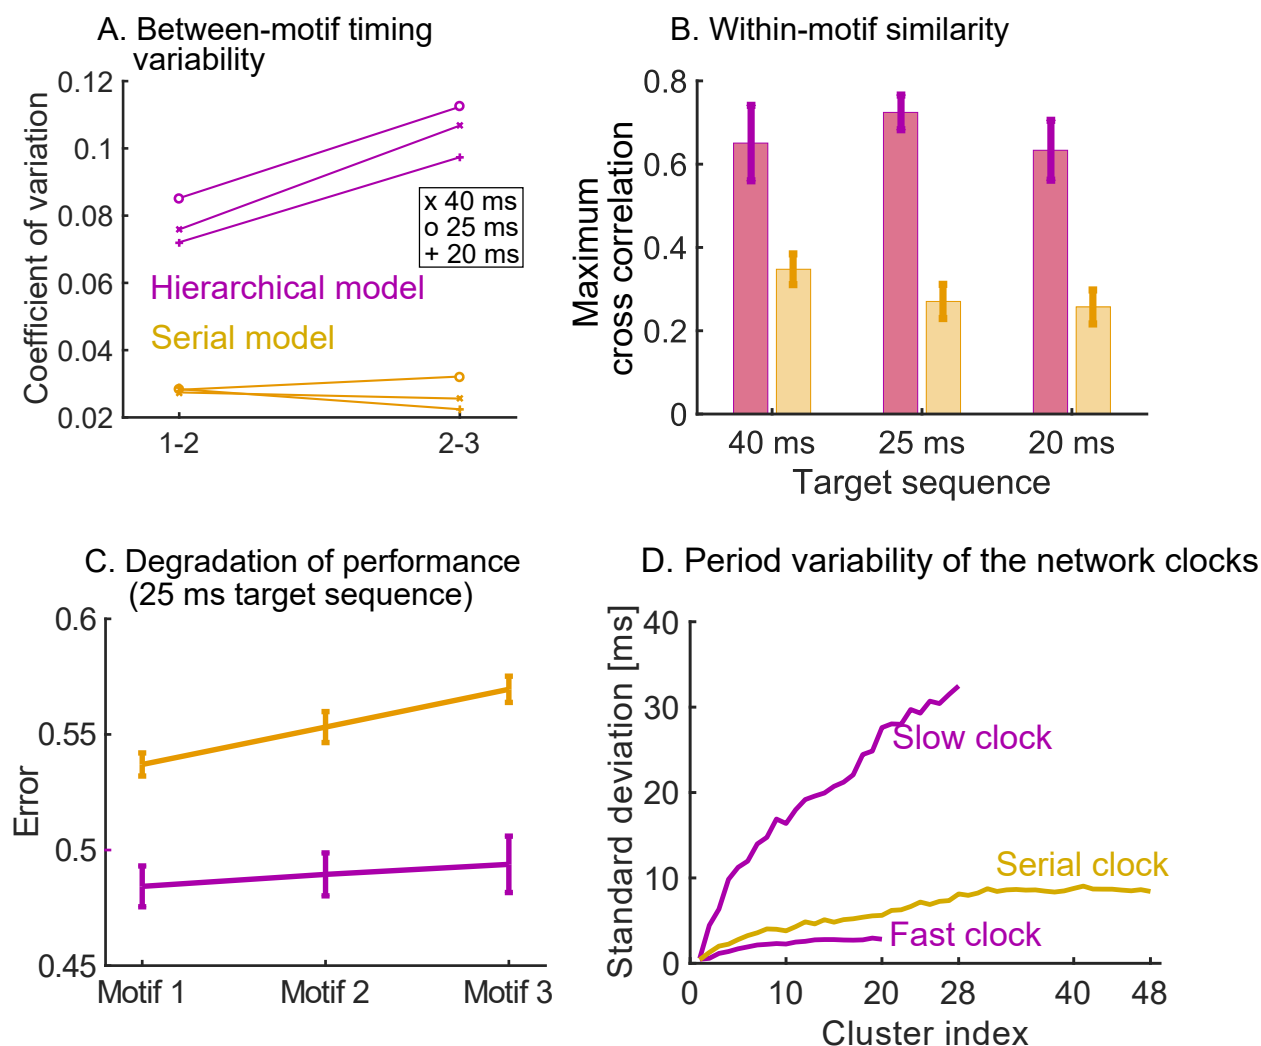 A. Between-motif timing
variability
Coefficient of variation
0.12
0.1
0.08
0.06
0.04
0.02
x 40 ms
o 25 ms
+ 20 ms
Hierarchical model
Serial model
1-2
2-3
B. Within-motif similarity
Maximum
cross correlation
0.8
0.6
0.4
0.2
0
40 ms
25 ms
20 ms
Target sequence
C. Degradation of performance
(25 ms target sequence)
Error
0.6
0.55
0.5
0.45
Motif 1
Motif 2
Motif 3
D. Period variability of the network clocks
Standard deviation [ms]
40
30
20
10
0
Slow clock
Serial clock
Fast clock
0
10
20
28
40
48
Cluster index